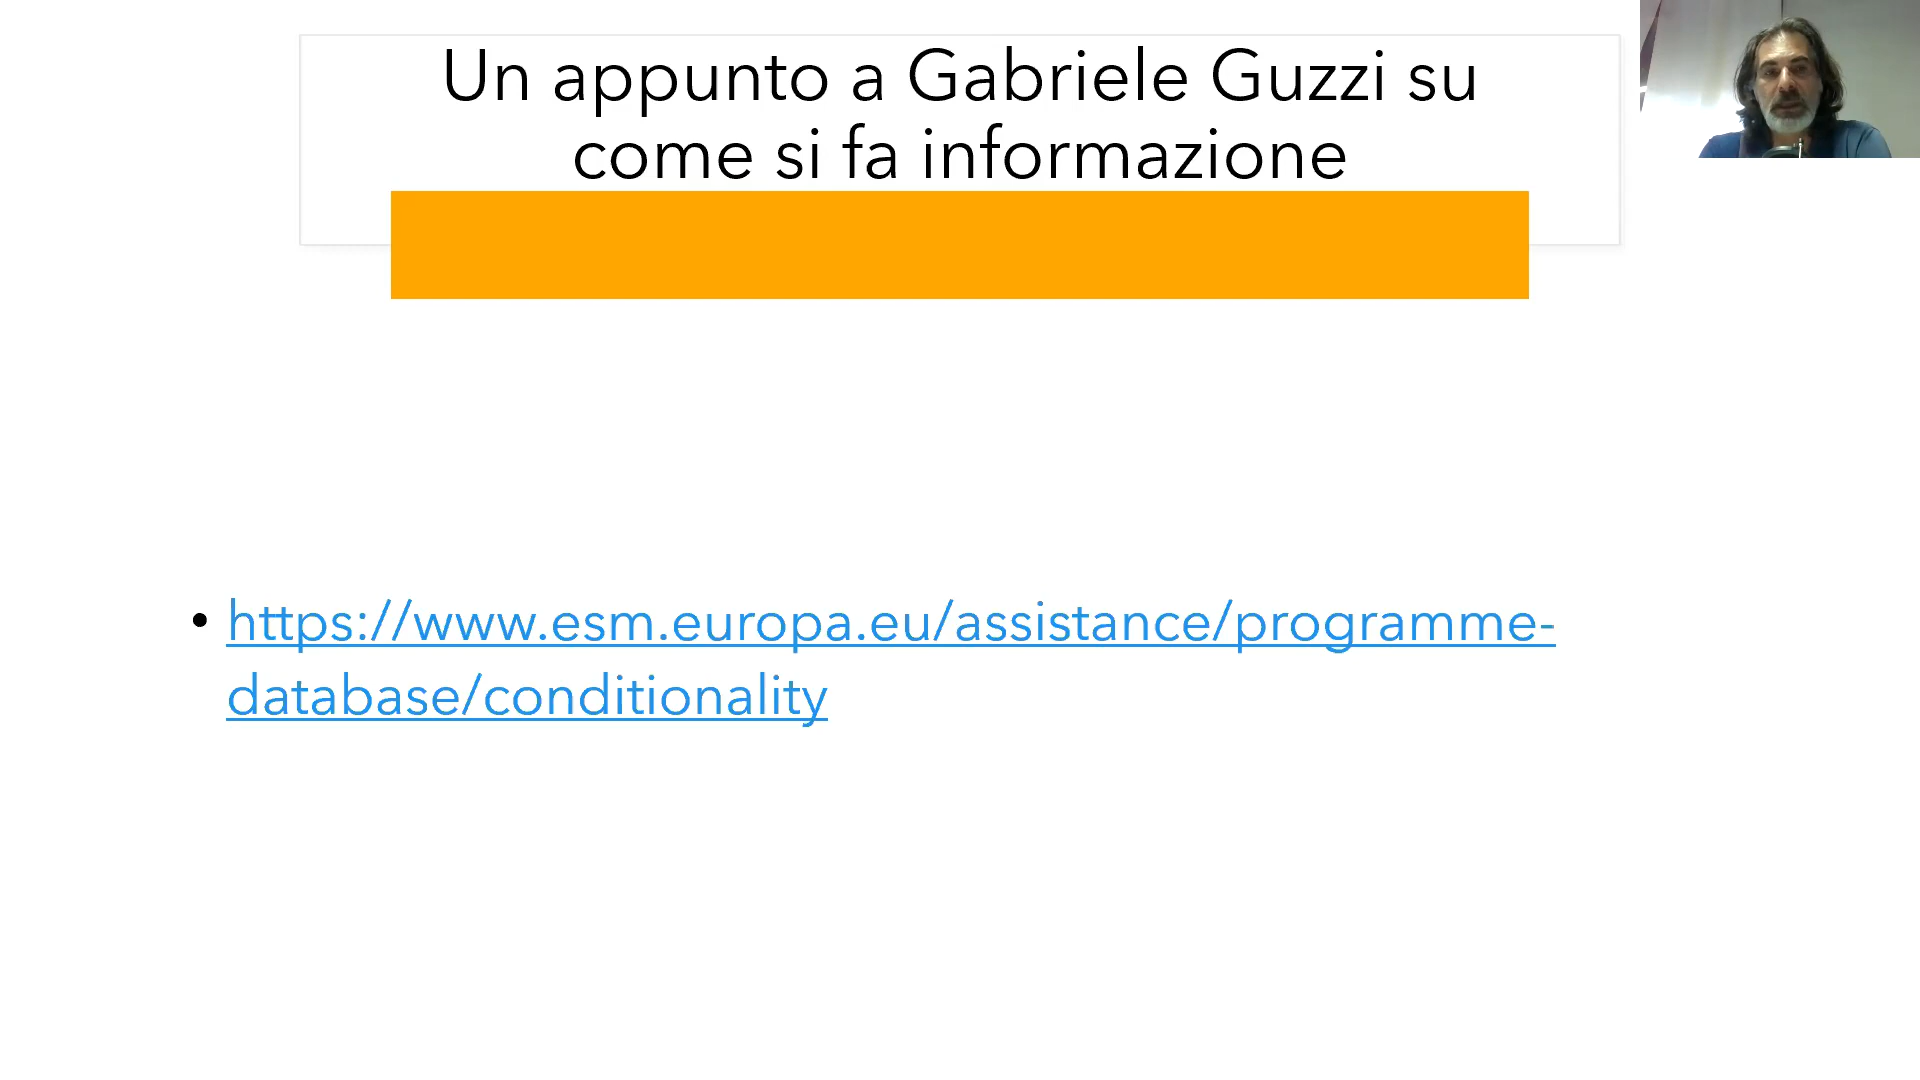 Un appunto a Gabriele Guzzi su
come si fa informazione
• https://www.esm.europa.eu/assistance/programme-
database/conditionality